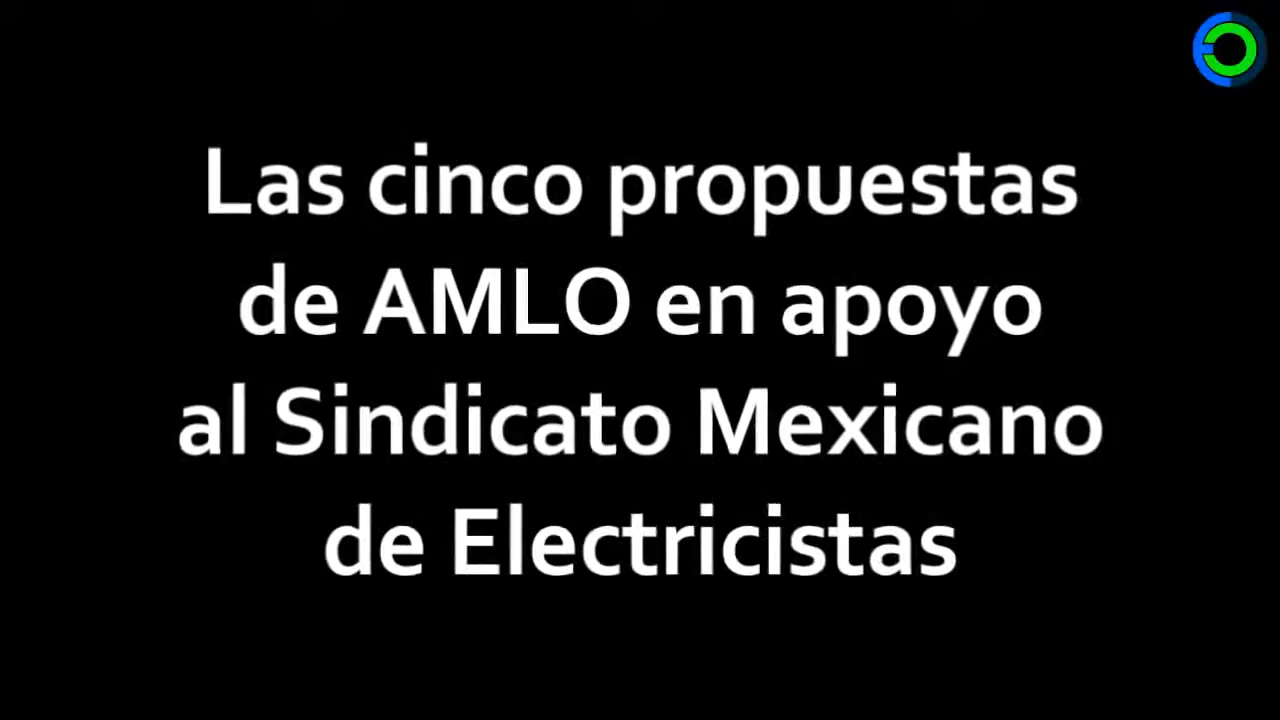 Las cinco propuestas
de AMLO en apoyo
al Sindicato Mexicano
de Electricistas